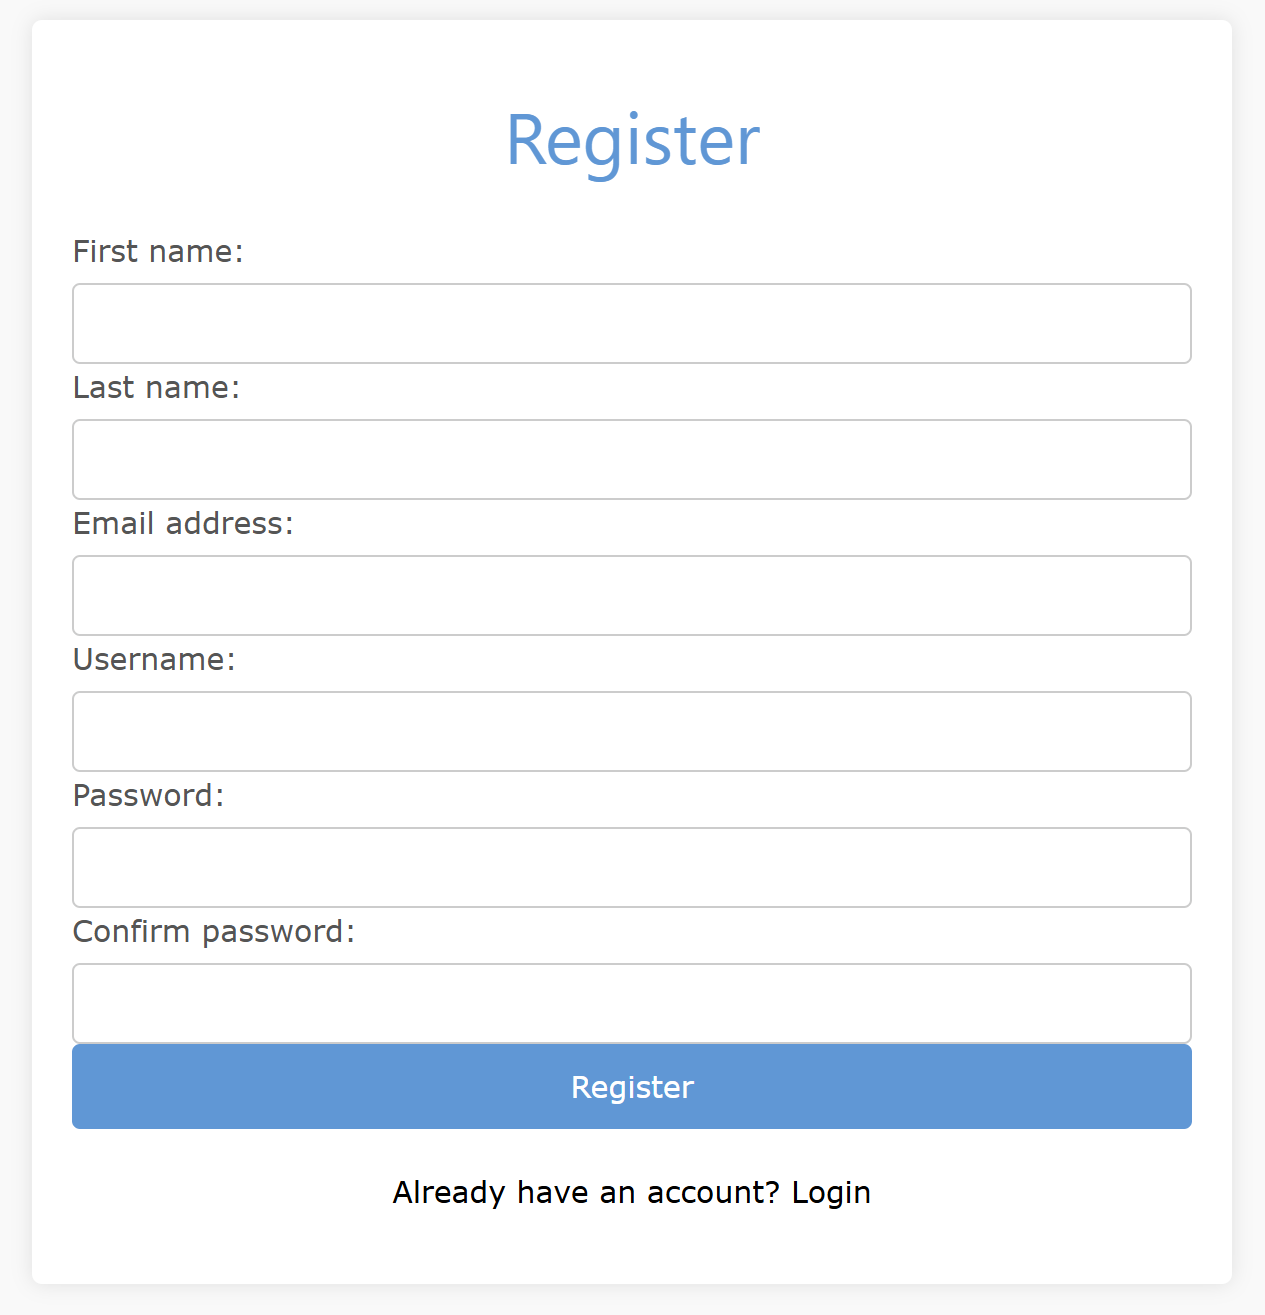 Register
First name:
Last name:
Email address:
Username:
Password:
Confirm password:
Register
Already have an account? Login